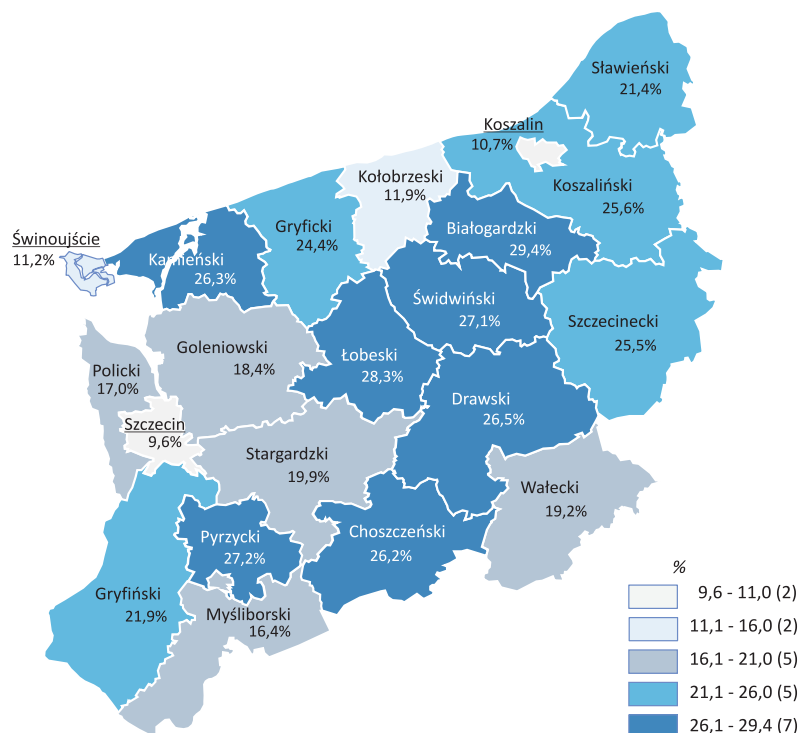 Sławieński
21,4%
Koszalin
10,7%
Kołobrzeski
11,9%
Koszaliński
25,6%
Białogardzki
29,4%
Gryficki
24,4%
Świnoujście
11,2%
Kamieński
26,3%
Świdwiński
27,1%
Szczecinecki
25,5%
Goleniowski
18,4%
Łobeski
28,3%
Policki
17,0%
Drawski
26,5%
Szczecin
9,6%
Stargardzki
19,9%
Wałecki
19,2%
Pyrzycki
27,2%
Choszczeński
26,2%
Gryfiński
21,9%
Myśliborski
16,4%
%
9,6 - 11,0 (2)
11,1 - 16,0 (2)
16,1 - 21,0 (5)
21,1 - 26,0 (5)
26,1 - 29,4 (7)